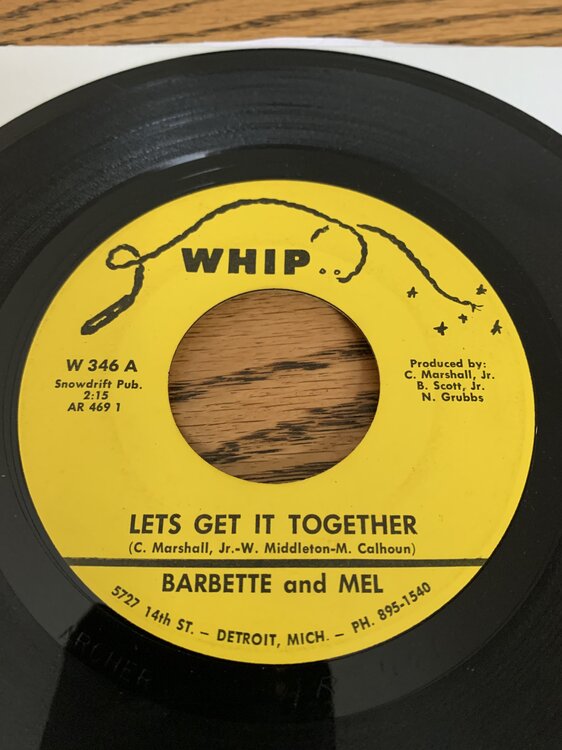 WHIP..
W 346 A
Snowdrift Pub.
2:15
AR 469 1
Produced by:
C. Marshall, Jr.
B. Scott, Jr.
N. Grubbs
LETS GET IT TOGETHER
(C. Marshall, Jr.-W. Middleton-M. Calhoun)
BARBETTE and MEL
5727 14th ST. – DETROIT, MICH. – PH. 895-1540
ARCHER